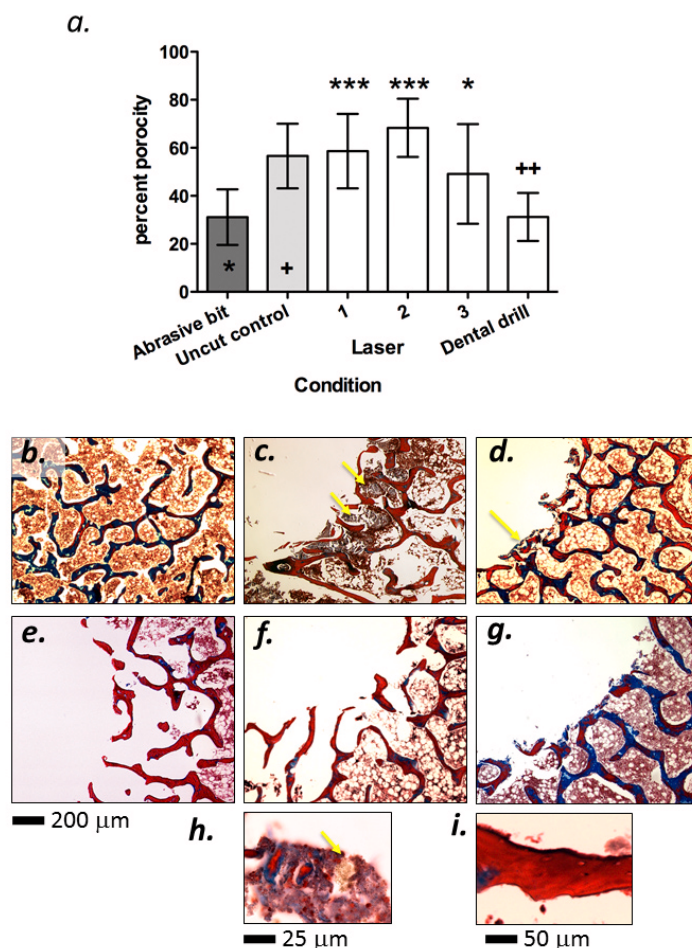 a.
100
80
60
40
20
0
percent porocity
***
***
*
++
*
+
Abrasive bit
Uncut control
1
2
3
Dental drill
Laser
Condition
b.
c.
d.
e.
f.
g.
200 μm
h.
i.
25 μm
50 μm